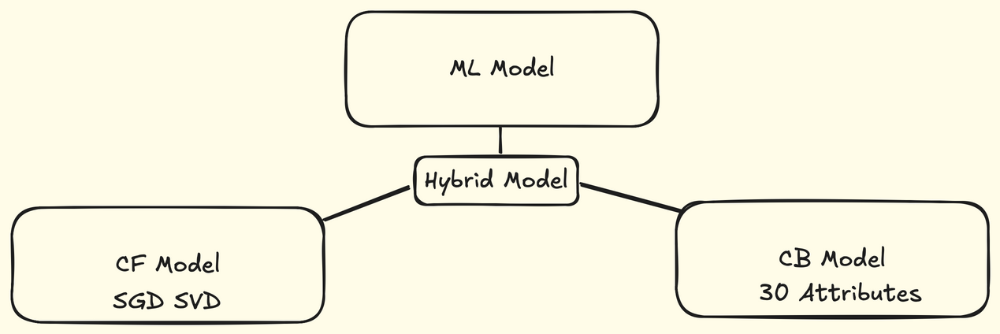 ML Model
Hybrid Model
CF Model
SGD SVD
CB Model
30 Attributes